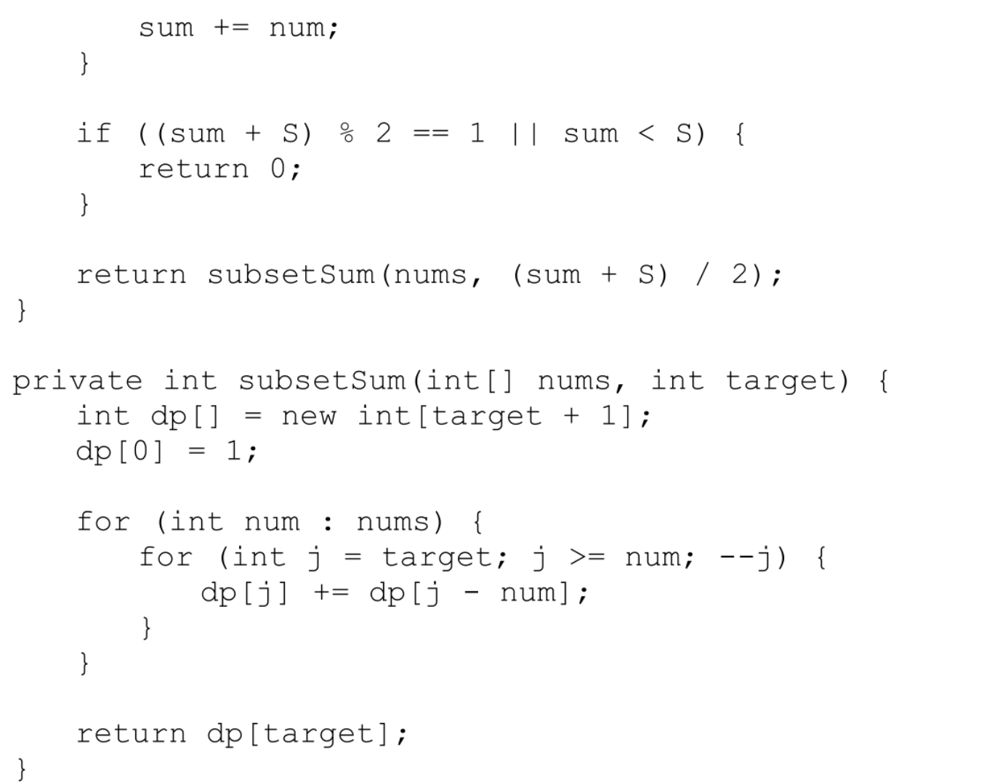 sum += num;
    }

    if ((sum + S) % 2 == 1 || sum < S) {
        return 0;
    }

    return subsetSum(nums, (sum + S) / 2);
}

private int subsetSum(int[] nums, int target) {
    int dp[] = new int[target + 1];
    dp[0] = 1;

    for (int num : nums) {
        for (int j = target; j >= num; --j) {
            dp[j] += dp[j - num];
        }
    }

    return dp[target];
}